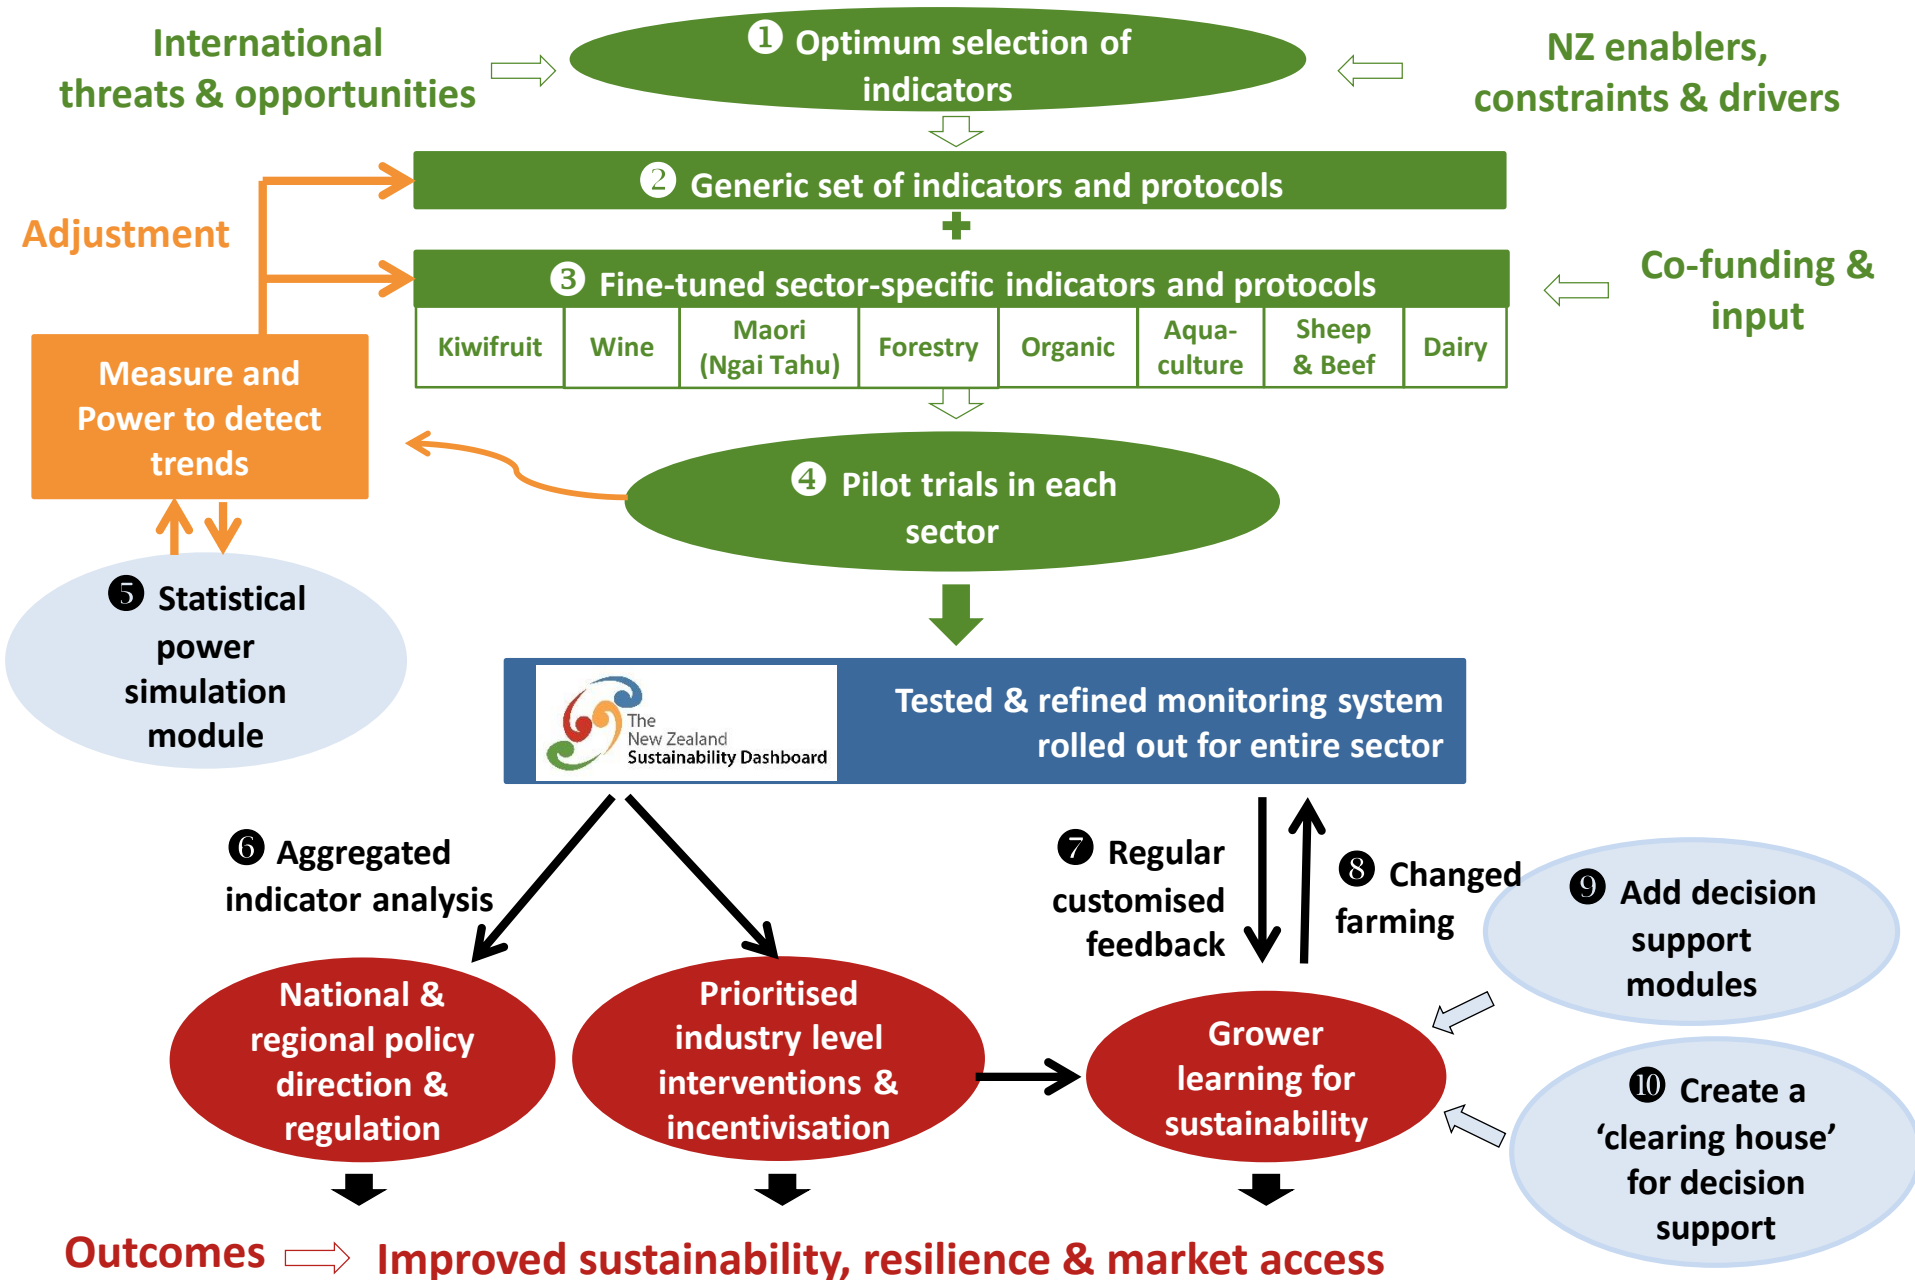 International
threats & opportunities
❶ Optimum selection of
indicators
NZ enablers,
constraints & drivers
❷ Generic set of indicators and protocols
+
Adjustment
❸ Fine-tuned sector-specific indicators and protocols
Kiwifruit
Wine
Maori
(Ngai Tahu)
Forestry
Organic
Aqua-
culture
Sheep
& Beef
Dairy
Co-funding &
input
Measure and
Power to detect
trends
❹ Pilot trials in each
sector
❺ Statistical
power
simulation
module
The
New Zealand
Sustainability Dashboard
Tested & refined monitoring system
rolled out for entire sector
❻ Aggregated
indicator analysis
❼ Regular
customised
feedback
❽ Changed
farming
❾ Add decision
support
modules
National &
regional policy
direction &
regulation
Prioritised
industry level
interventions &
incentivisation
Grower
learning for
sustainability
❿ Create a
‘clearing house’
for decision
support
Outcomes
Improved sustainability, resilience & market access